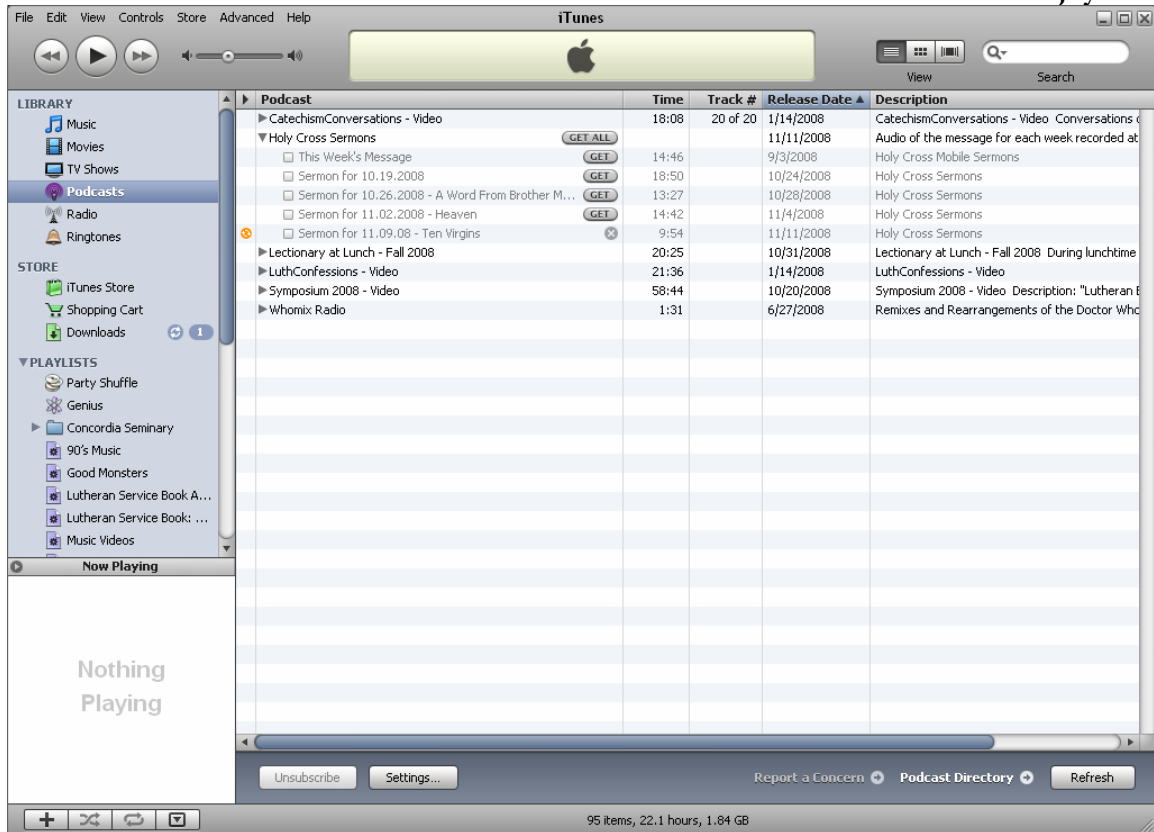 File Edit View Controls Store Advanced Help iTunes
View Search
LIBRARY
Music
Movies
TV Shows
Podcasts
Radio
Ringtones
STORE
iTunes Store
Shopping Cart
Downloads 1
PLAYLISTS
Party Shuffle
Genius
Concordia Seminary
90's Music
Good Monsters
Lutheran Service Book A...
Lutheran Service Book: ...
Music Videos
Now Playing
Nothing
Playing
Podcast Time Track # Release Date Description
CatechismConversations - Video 18:08 20 of 20 1/14/2008 CatechismConversations - Video Conversations
Holy Cross Sermons GET ALL 11/11/2008 Audio of the message for each week recorded at
This Week's Message GET 14:46 9/3/2008 Holy Cross Mobile Sermons
Sermon for 10.19.2008 GET 18:50 10/24/2008 Holy Cross Sermons
Sermon for 10.26.2008 - A Word From Brother M... GET 13:27 10/28/2008 Holy Cross Sermons
Sermon for 11.02.2008 - Heaven GET 14:42 11/4/2008 Holy Cross Sermons
Sermon for 11.09.08 - Ten Virgins 9:54 11/11/2008 Holy Cross Sermons
Lectionary at Lunch - Fall 2008 20:25 10/31/2008 Lectionary at Lunch - Fall 2008 During lunchtime
LuthConfessions - Video 21:36 1/14/2008 LuthConfessions - Video
Symposium 2008 - Video 58:44 10/20/2008 Symposium 2008 - Video Description: "Lutheran
Whomix Radio 1:31 6/27/2008 Remixes and Rearrangements of the Doctor Who
Unsubscribe Settings... Report a Concern Podcast Directory Refresh
95 items, 22.1 hours, 1.84 GB